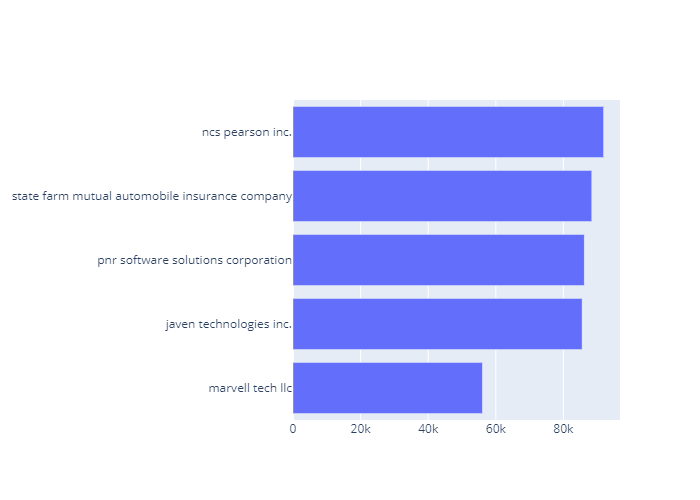 ncs pearson inc.
state farm mutual automobile insurance company
pnr software solutions corporation
javen technologies inc.
marvell tech llc
0 20k 40k 60k 80k